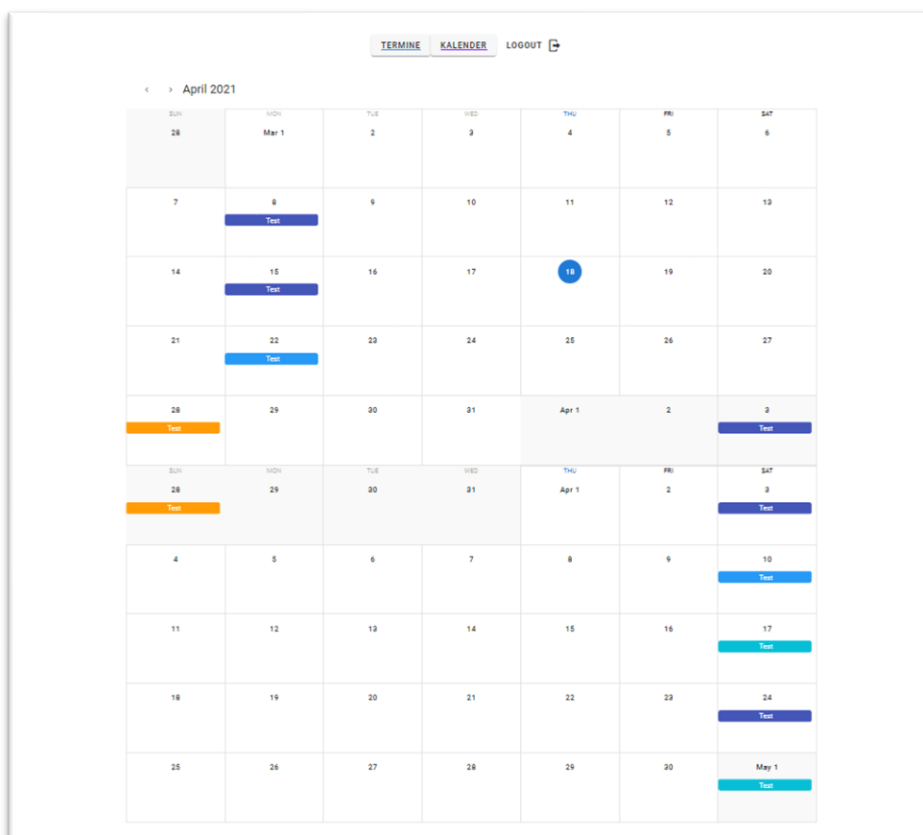 TERMINE KALENDER LOGOUT
‹ › April 2021
SUN MON TUE WED THU FRI SAT
28 Mar 1 2 3 4 5 6
7 8 9 10 11 12 13
Test
14 15 16 17 18 19 20
Test
21 22 23 24 25 26 27
Test
28 29 30 31 Apr 1 2 3
Test Test
SUN MON TUE WED THU FRI SAT
28 29 30 31 Apr 1 2 3
Test Test
4 5 6 7 8 9 10
Test
11 12 13 14 15 16 17
Test
18 19 20 21 22 23 24
Test
25 26 27 28 29 30 May 1
Test